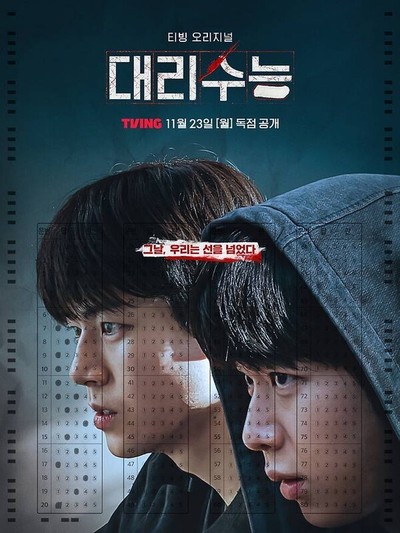 티빙 오리지널
대리수능
TVING 11월 23일 [월] 독점 공개
그날, 우리는 선을 넘었다